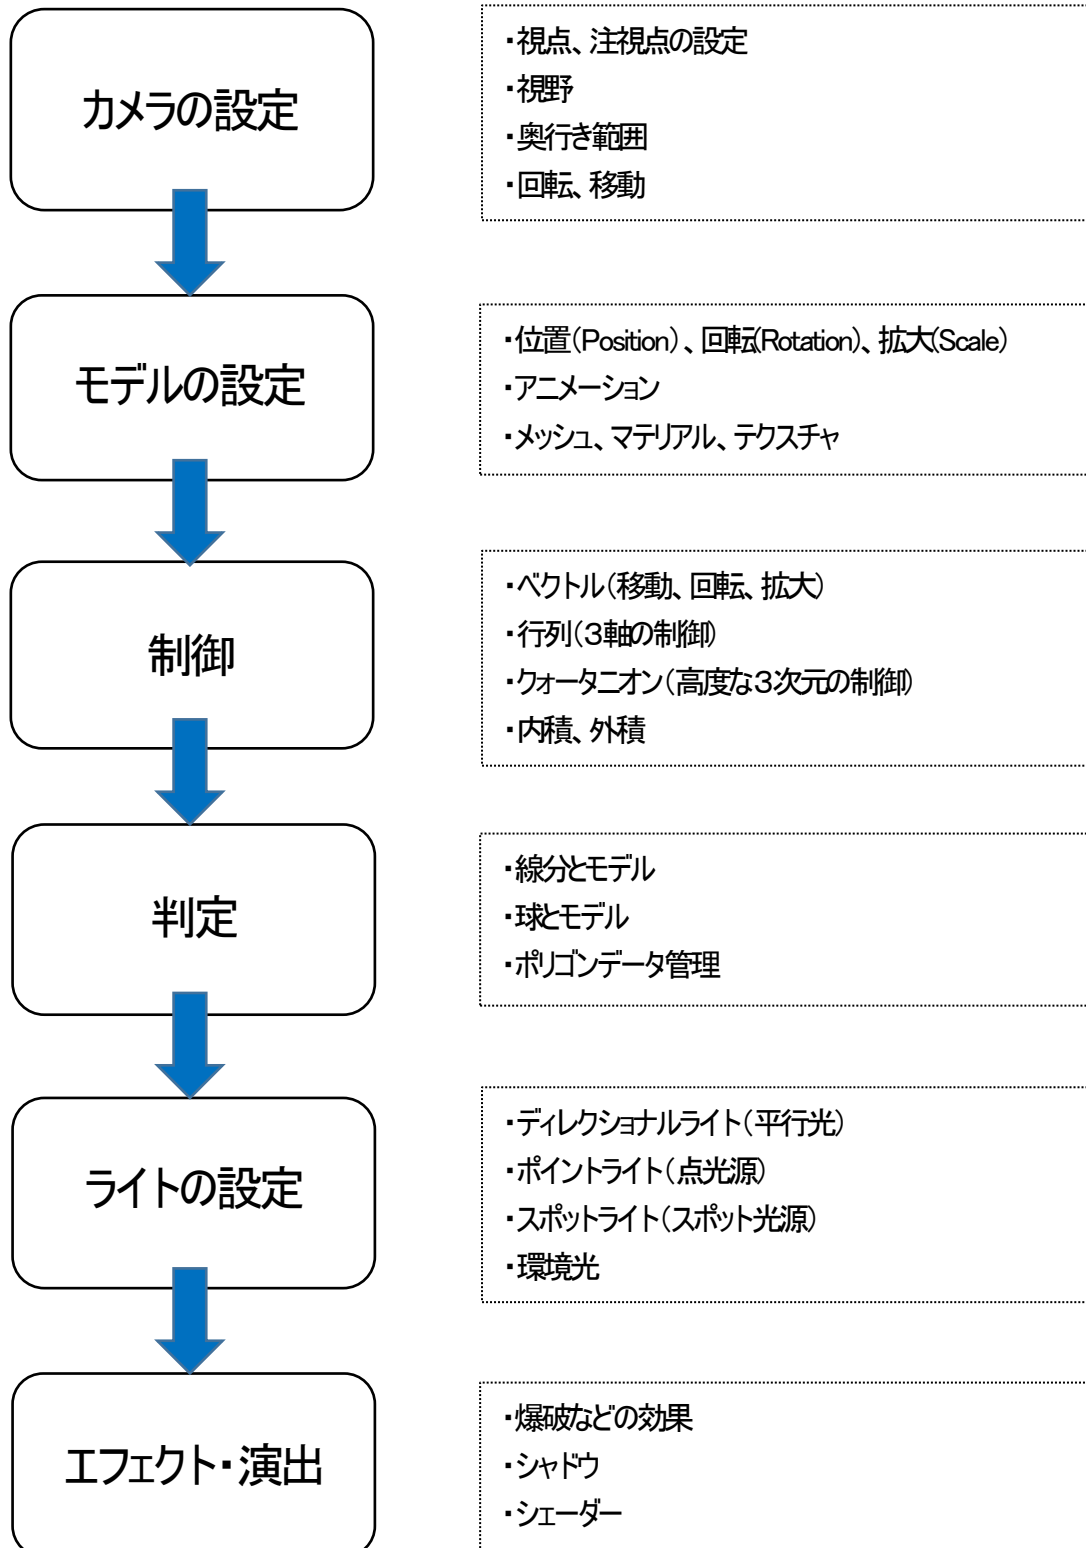 カメラの設定
・視点、注視点の設定
・視野
・奥行き範囲
・回転、移動
モデルの設定
・位置(Position)、回転(Rotation)、拡大(Scale)
・アニメーション
・メッシュ、マテリアル、テクスチャ
制御
・ベクトル(移動、回転、拡大)
・行列(3軸の制御)
・クォータニオン(高度な3次元の制御)
・内積、外積
判定
・線分とモデル
・球とモデル
・ポリゴンデータ管理
ライトの設定
・ディレクショナルライト(平行光)
・ポイントライト(点光源)
・スポットライト(スポット光源)
・環境光
エフェクト・演出
・爆破などの効果
・シャドウ
・シェーダー